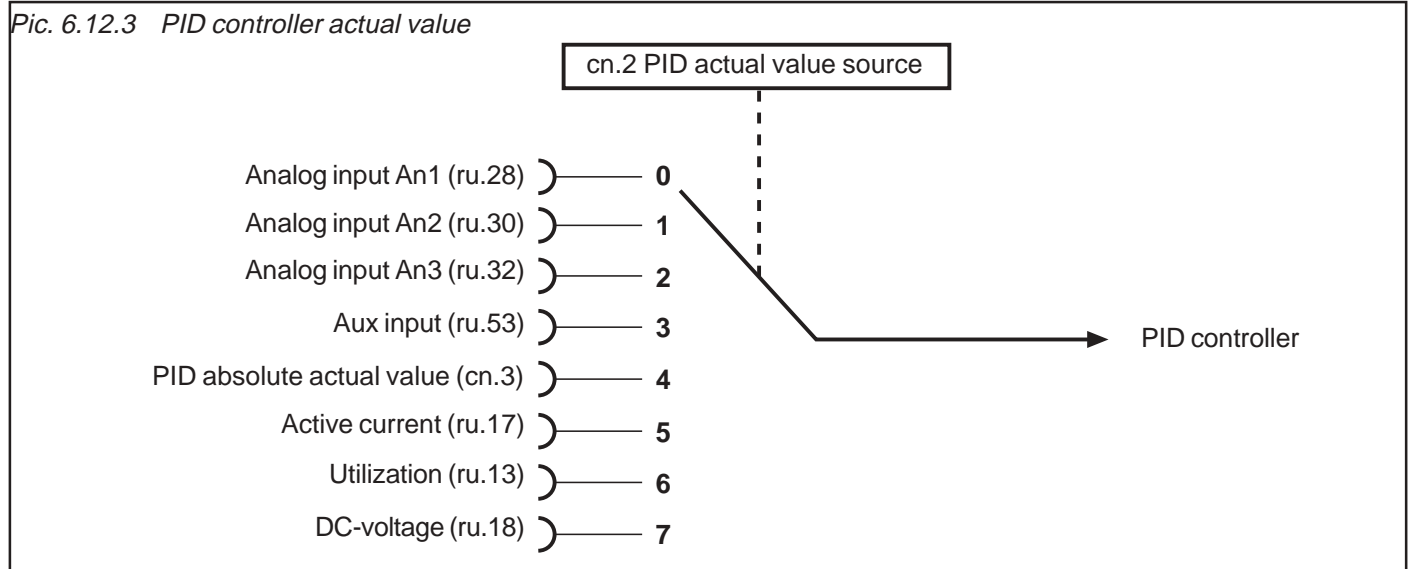 Pic. 6.12.3 PID controller actual value
cn.2 PID actual value source
Analog input An1 (ru.28) 0
Analog input An2 (ru.30) 1
Analog input An3 (ru.32) 2
Aux input (ru.53) 3
PID controller
PID absolute actual value (cn.3) 4
Active current (ru.17) 5
Utilization (ru.13) 6
DC-voltage (ru.18) 7